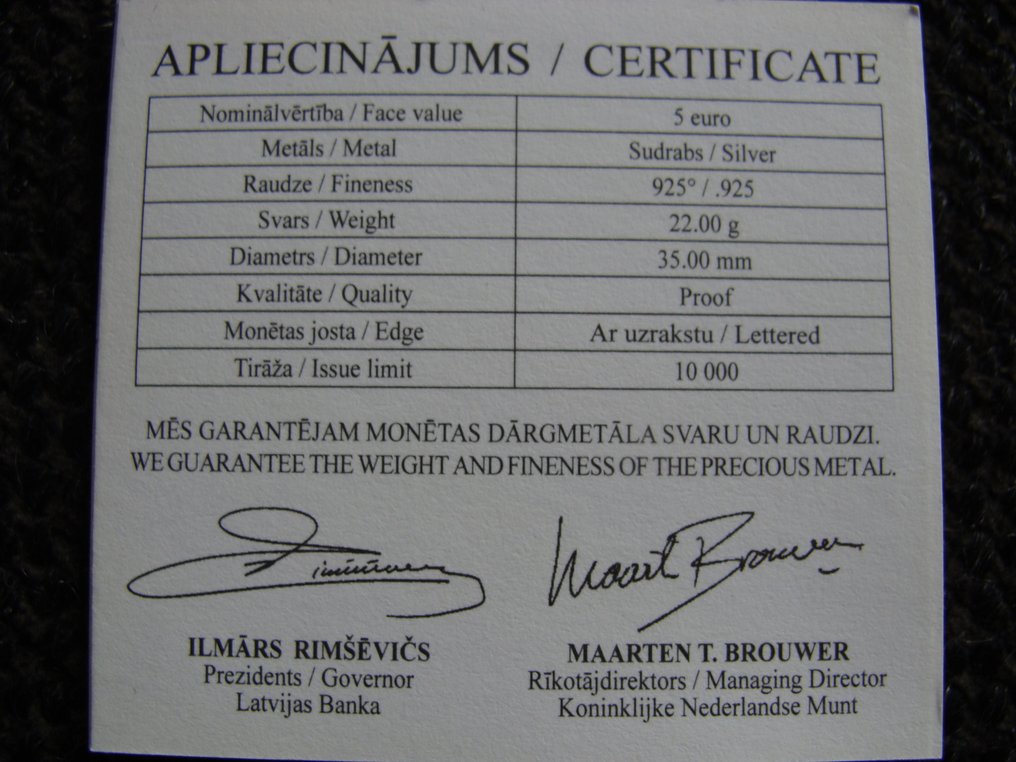 APLIECINĀJUMS / CERTIFICATE
Nominālvērtība / Face value 5 euro
Metāls / Metal Sudrabs / Silver
Raudze / Fineness 925° / .925
Svars / Weight 22.00 g
Diametrs / Diameter 35.00 mm
Kvalitāte / Quality Proof
Monētas josta / Edge Ar uzrakstu / Lettered
Tirāža / Issue limit 10 000
MĒS GARANTĒJAM MONĒTAS DĀRGMETĀLA SVARU UN RAUDZI.
WE GUARANTEE THE WEIGHT AND FINENESS OF THE PRECIOUS METAL.
Maart Brouwer
ILMĀRS RIMŠĒVIČS
Prezidents / Governor
Latvijas Banka
MAARTEN T. BROUWER
Rīkotājdirektors / Managing Director
Koninklijke Nederlandse Munt